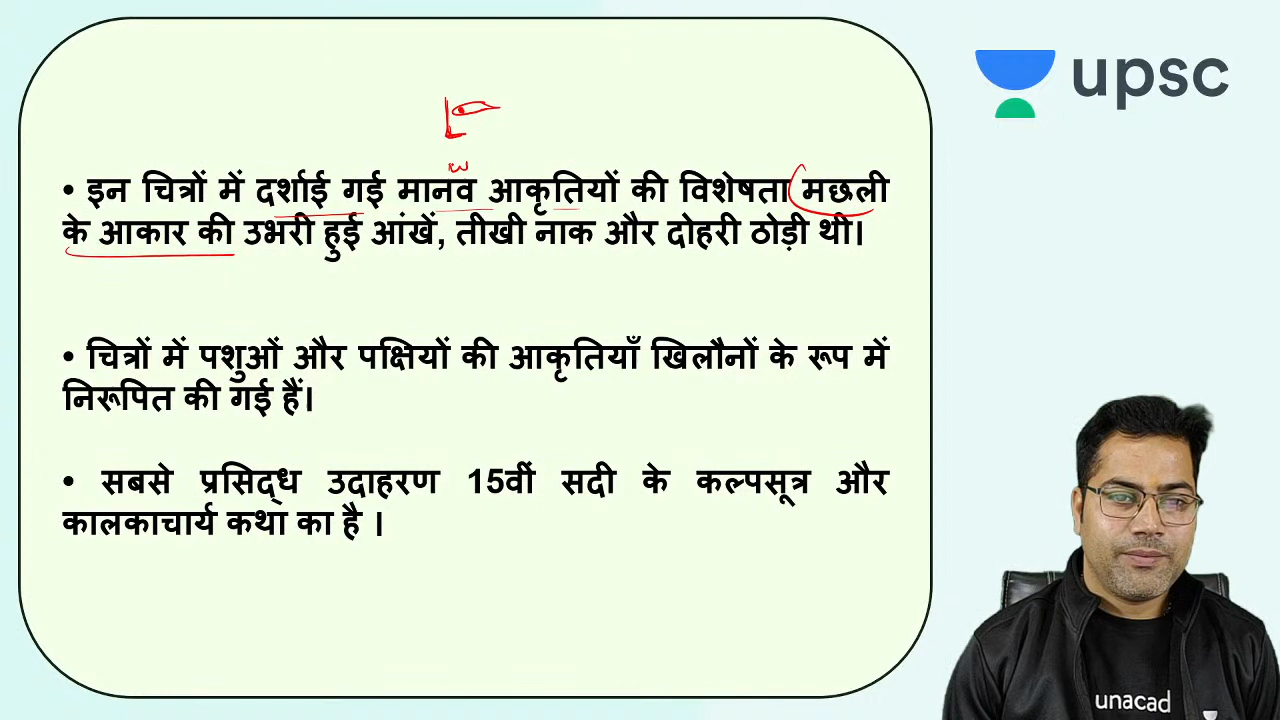 upsc
• इन चित्रों में दर्शाई गई मानव आकृतियों की विशेषता मछली
के आकार की उभरी हुई आंखें, तीखी नाक और दोहरी ठोड़ी थी।
• चित्रों में पशुओं और पक्षियों की आकृतियाँ खिलौनों के रूप में
निरूपित की गई हैं।
• सबसे प्रसिद्ध उदाहरण 15वीं सदी के कल्पसूत्र और
कालकाचार्य कथा का है ।
unacad